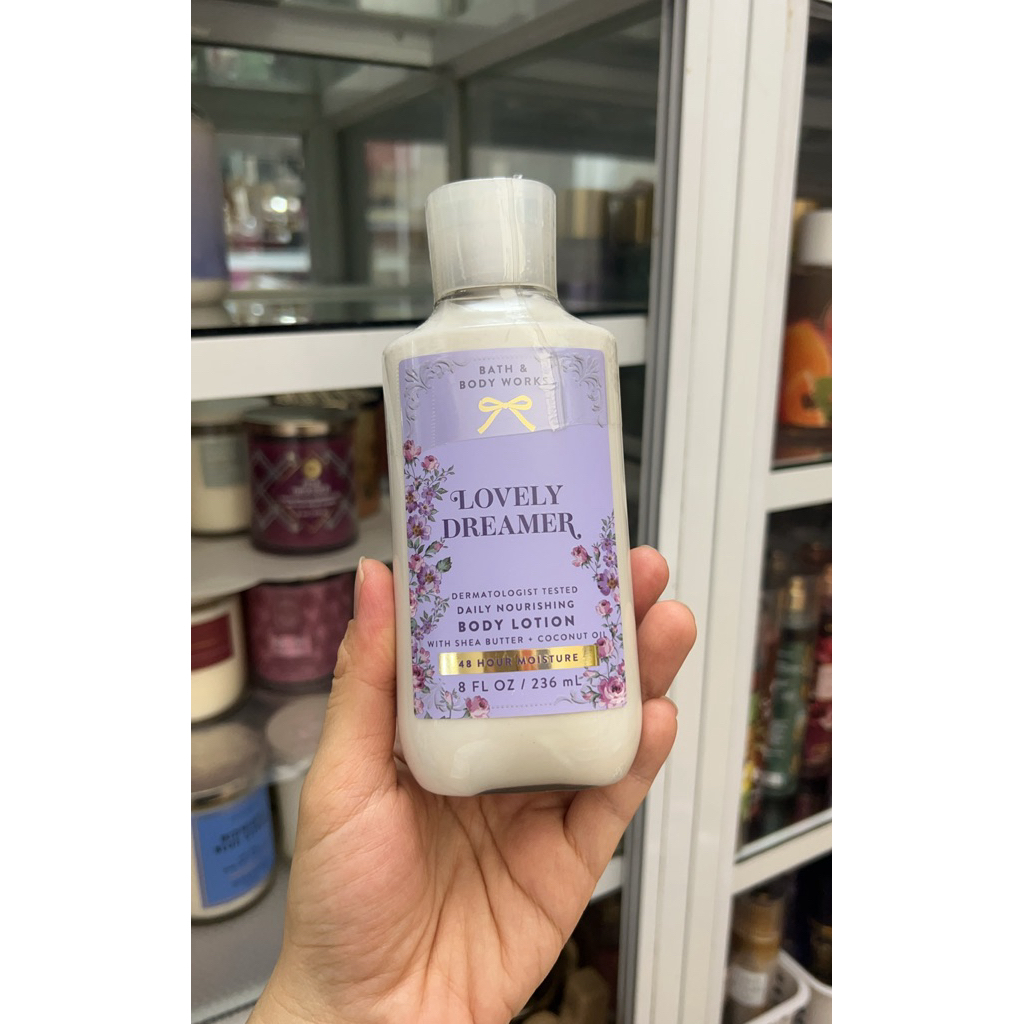 BATH &
BODY WORKS
LOVELY
DREAMER
DERMATOLOGIST TESTED
DAILY NOURISHING
BODY LOTION
WITH SHEA BUTTER + COCONUT OIL
48 HOUR MOISTURE
8 FL OZ / 236 mL